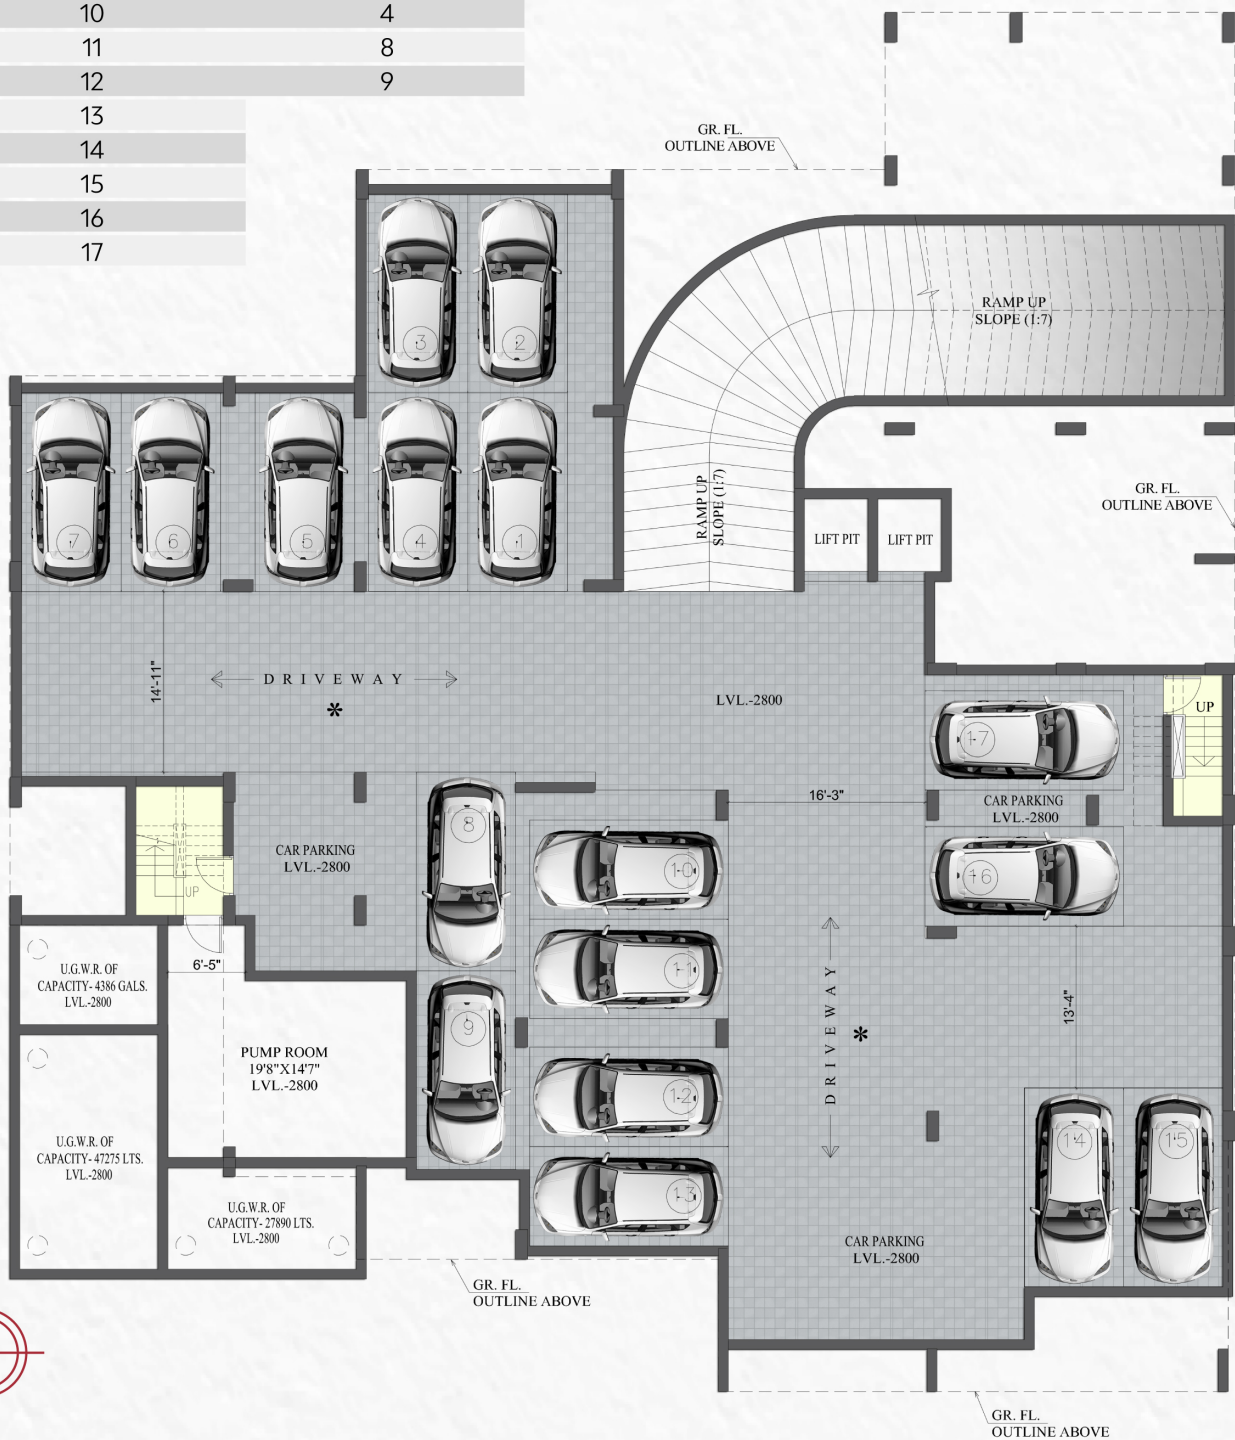 10 4
11 8
12 9
13
14
15
16
17
GR. FL.
OUTLINE ABOVE
RAMP UP
SLOPE (1:7)
3
2
7
6
5
4
1
RAMP UP
SLOPE (1:7)
LIFT PIT
LIFT PIT
GR. FL.
OUTLINE ABOVE
14'-11"
DRIVEWAY
*
LVL.-2800
17
UP
16'-3"
CAR PARKING
LVL.-2800
8
CAR PARKING
LVL.-2800
UP
10
16
6'-5"
U.G.W.R. OF
CAPACITY- 4386 GALS.
LVL.-2800
11
DRIVEWAY
*
13'-4"
9
PUMP ROOM
19'8"X14'7"
LVL.-2800
12
14
15
U.G.W.R. OF
CAPACITY- 47275 LTS.
LVL.-2800
13
U.G.W.R. OF
CAPACITY- 27890 LTS.
LVL.-2800
CAR PARKING
LVL.-2800
GR. FL.
OUTLINE ABOVE
GR. FL.
OUTLINE ABOVE